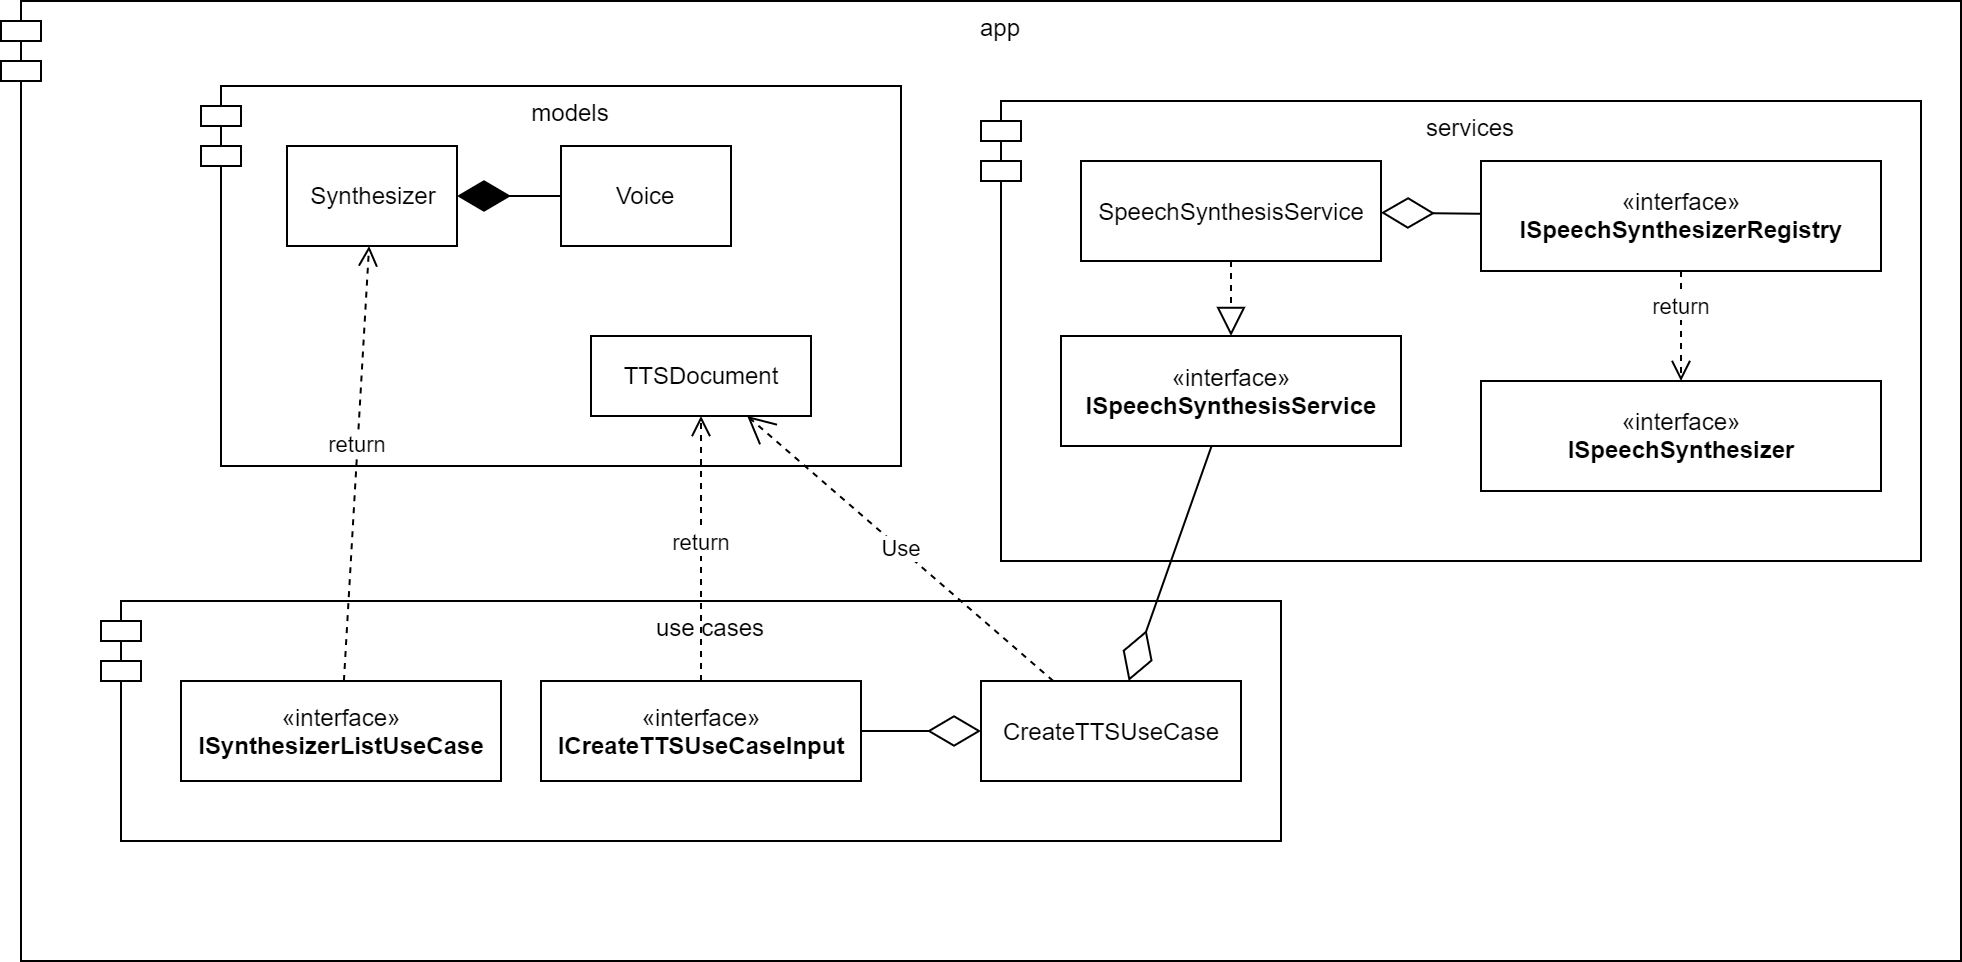 app
models
Synthesizer
Voice
TTSDocument
return
return
Use
services
SpeechSynthesisService
«interface»
ISpeechSynthesizerRegistry
return
«interface»
ISpeechSynthesisService
«interface»
ISpeechSynthesizer
use cases
«interface»
ISynthesizerListUseCase
«interface»
ICreateTTSUseCaseInput
CreateTTSUseCase